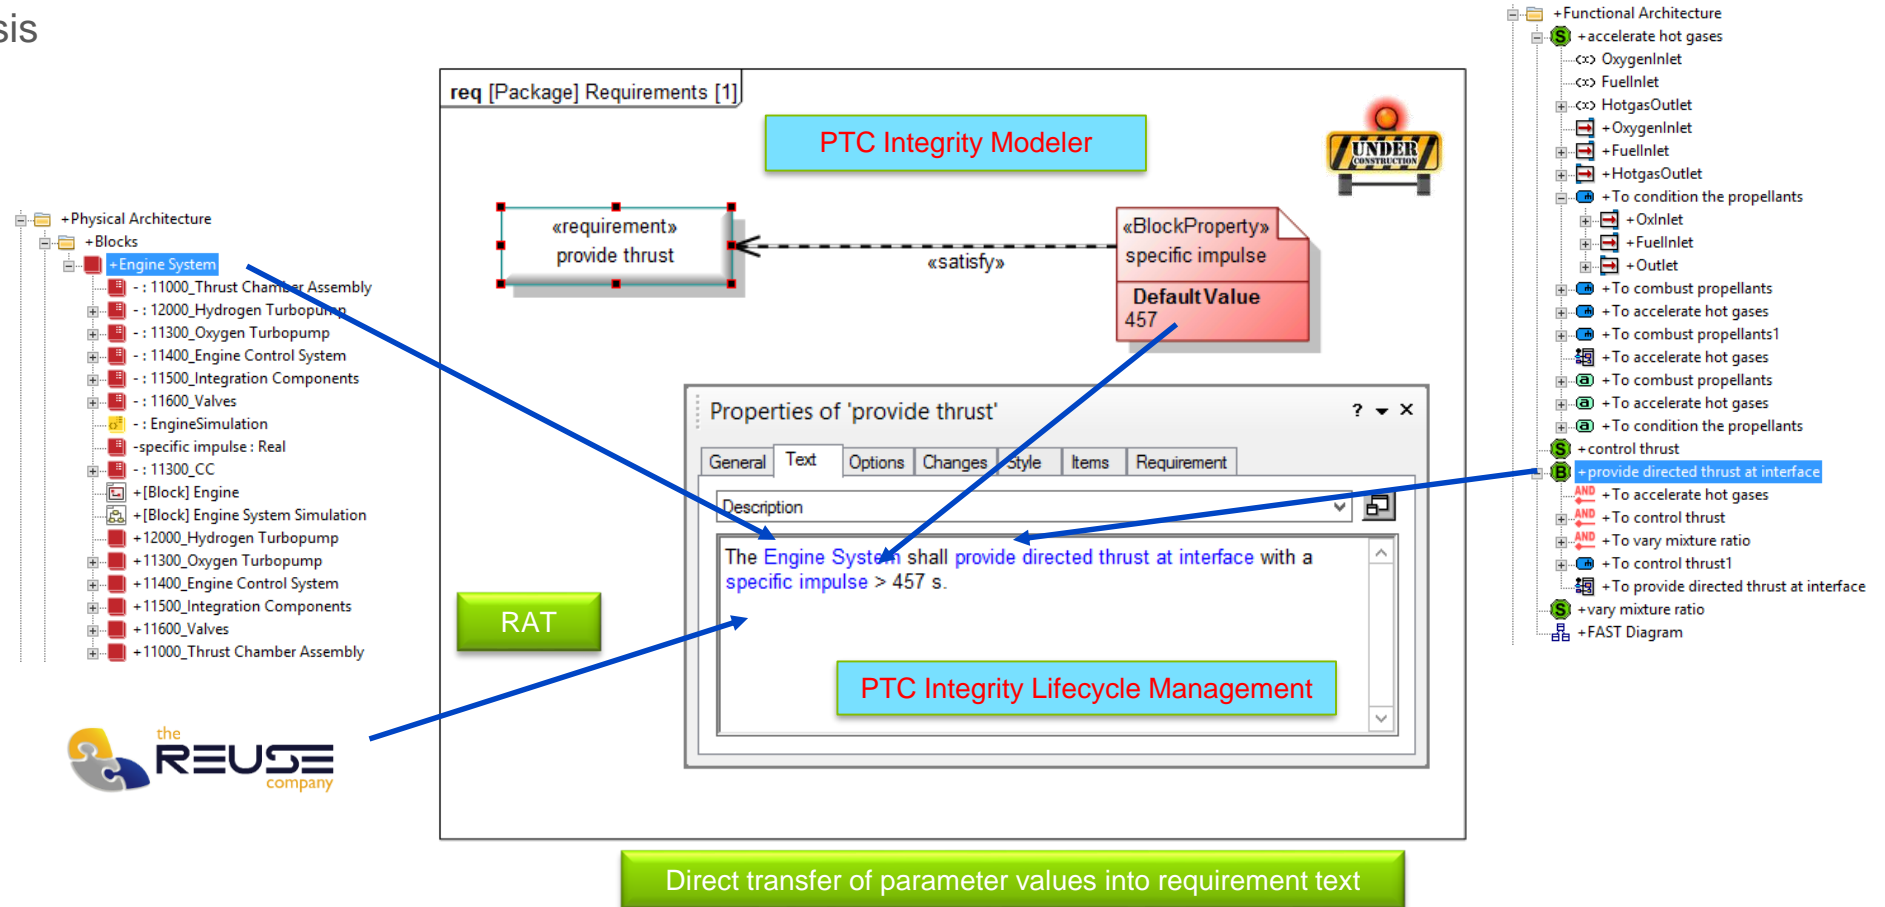 sis
+Physical Architecture
+Blocks
+Engine System
- : 11000_Thrust Chamber Assembly
- : 12000_Hydrogen Turbopump
- : 11300_Oxygen Turbopump
- : 11400_Engine Control System
- : 11500_Integration Components
- : 11600_Valves
- : EngineSimulation
-specific impulse : Real
- : 11300_CC
+[Block] Engine
+[Block] Engine System Simulation
+12000_Hydrogen Turbopump
+11300_Oxygen Turbopump
+11400_Engine Control System
+11500_Integration Components
+11600_Valves
+11000_Thrust Chamber Assembly
the
REUSE
company
req [Package] Requirements [1]
PTC Integrity Modeler
UNDER
CONSTRUCTION
«requirement»
provide thrust
«satisfy»
«BlockProperty»
specific impulse
DefaultValue
457
Properties of 'provide thrust'
?
General Text Options Changes Style Items Requirement
Description
The Engine System shall provide directed thrust at interface with a
specific impulse > 457 s.
RAT
PTC Integrity Lifecycle Management
Direct transfer of parameter values into requirement text
+Functional Architecture
S +accelerate hot gases
(x) OxygenInlet
(x) FuelInlet
(x) HotgasOutlet
+OxygenInlet
+FuelInlet
+HotgasOutlet
+To condition the propellants
+OxInlet
+FuelInlet
+Outlet
+To combust propellants
+To accelerate hot gases
+To combust propellants1
+To accelerate hot gases
a +To combust propellants
a +To accelerate hot gases
a +To condition the propellants
S +control thrust
B +provide directed thrust at interface
AND +To accelerate hot gases
AND +To control thrust
AND +To vary mixture ratio
+To control thrust1
+To provide directed thrust at interface
S +vary mixture ratio
+FAST Diagram